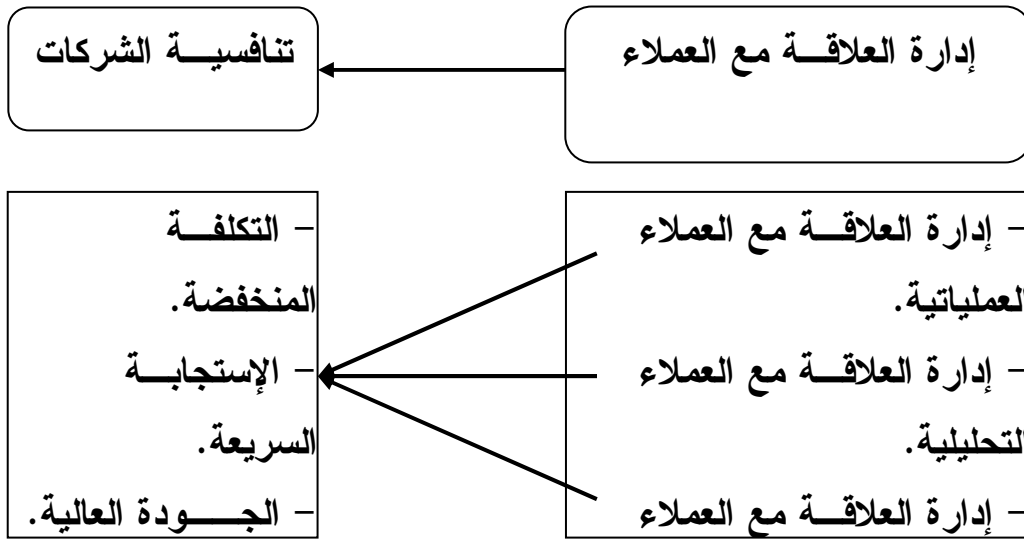 إدارة العلاقة مع العملاء
تنافسية الشركات
- إدارة العلاقة مع العملاء
العملياتية.
- إدارة العلاقة مع العملاء
التحليلية.
- إدارة العلاقة مع العملاء
- التكلفة
المنخفضة.
- الإستجابة
السريعة.
- الجودة العالية.